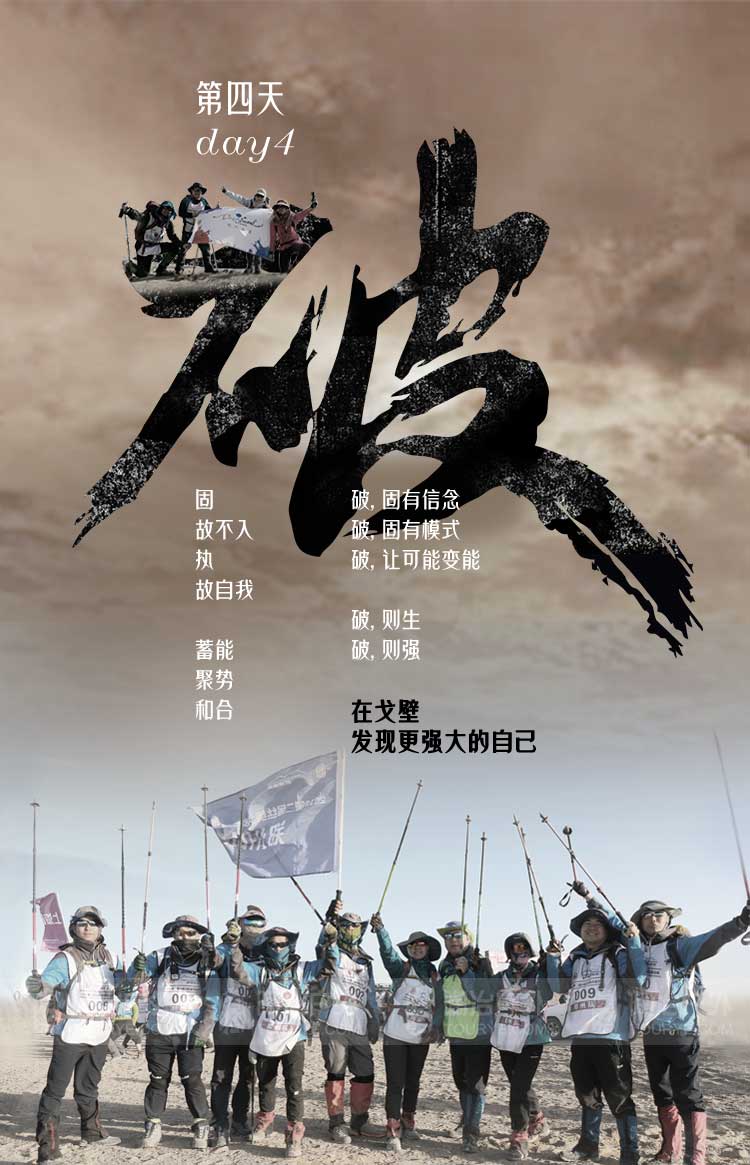 第四天
day4
破
固
故不入
执
故自我
蓄能
聚势
和合
破,固有信念
破,固有模式
破,让可能变能
破,则生
破,则强
在戈壁
发现更强大的自己
009